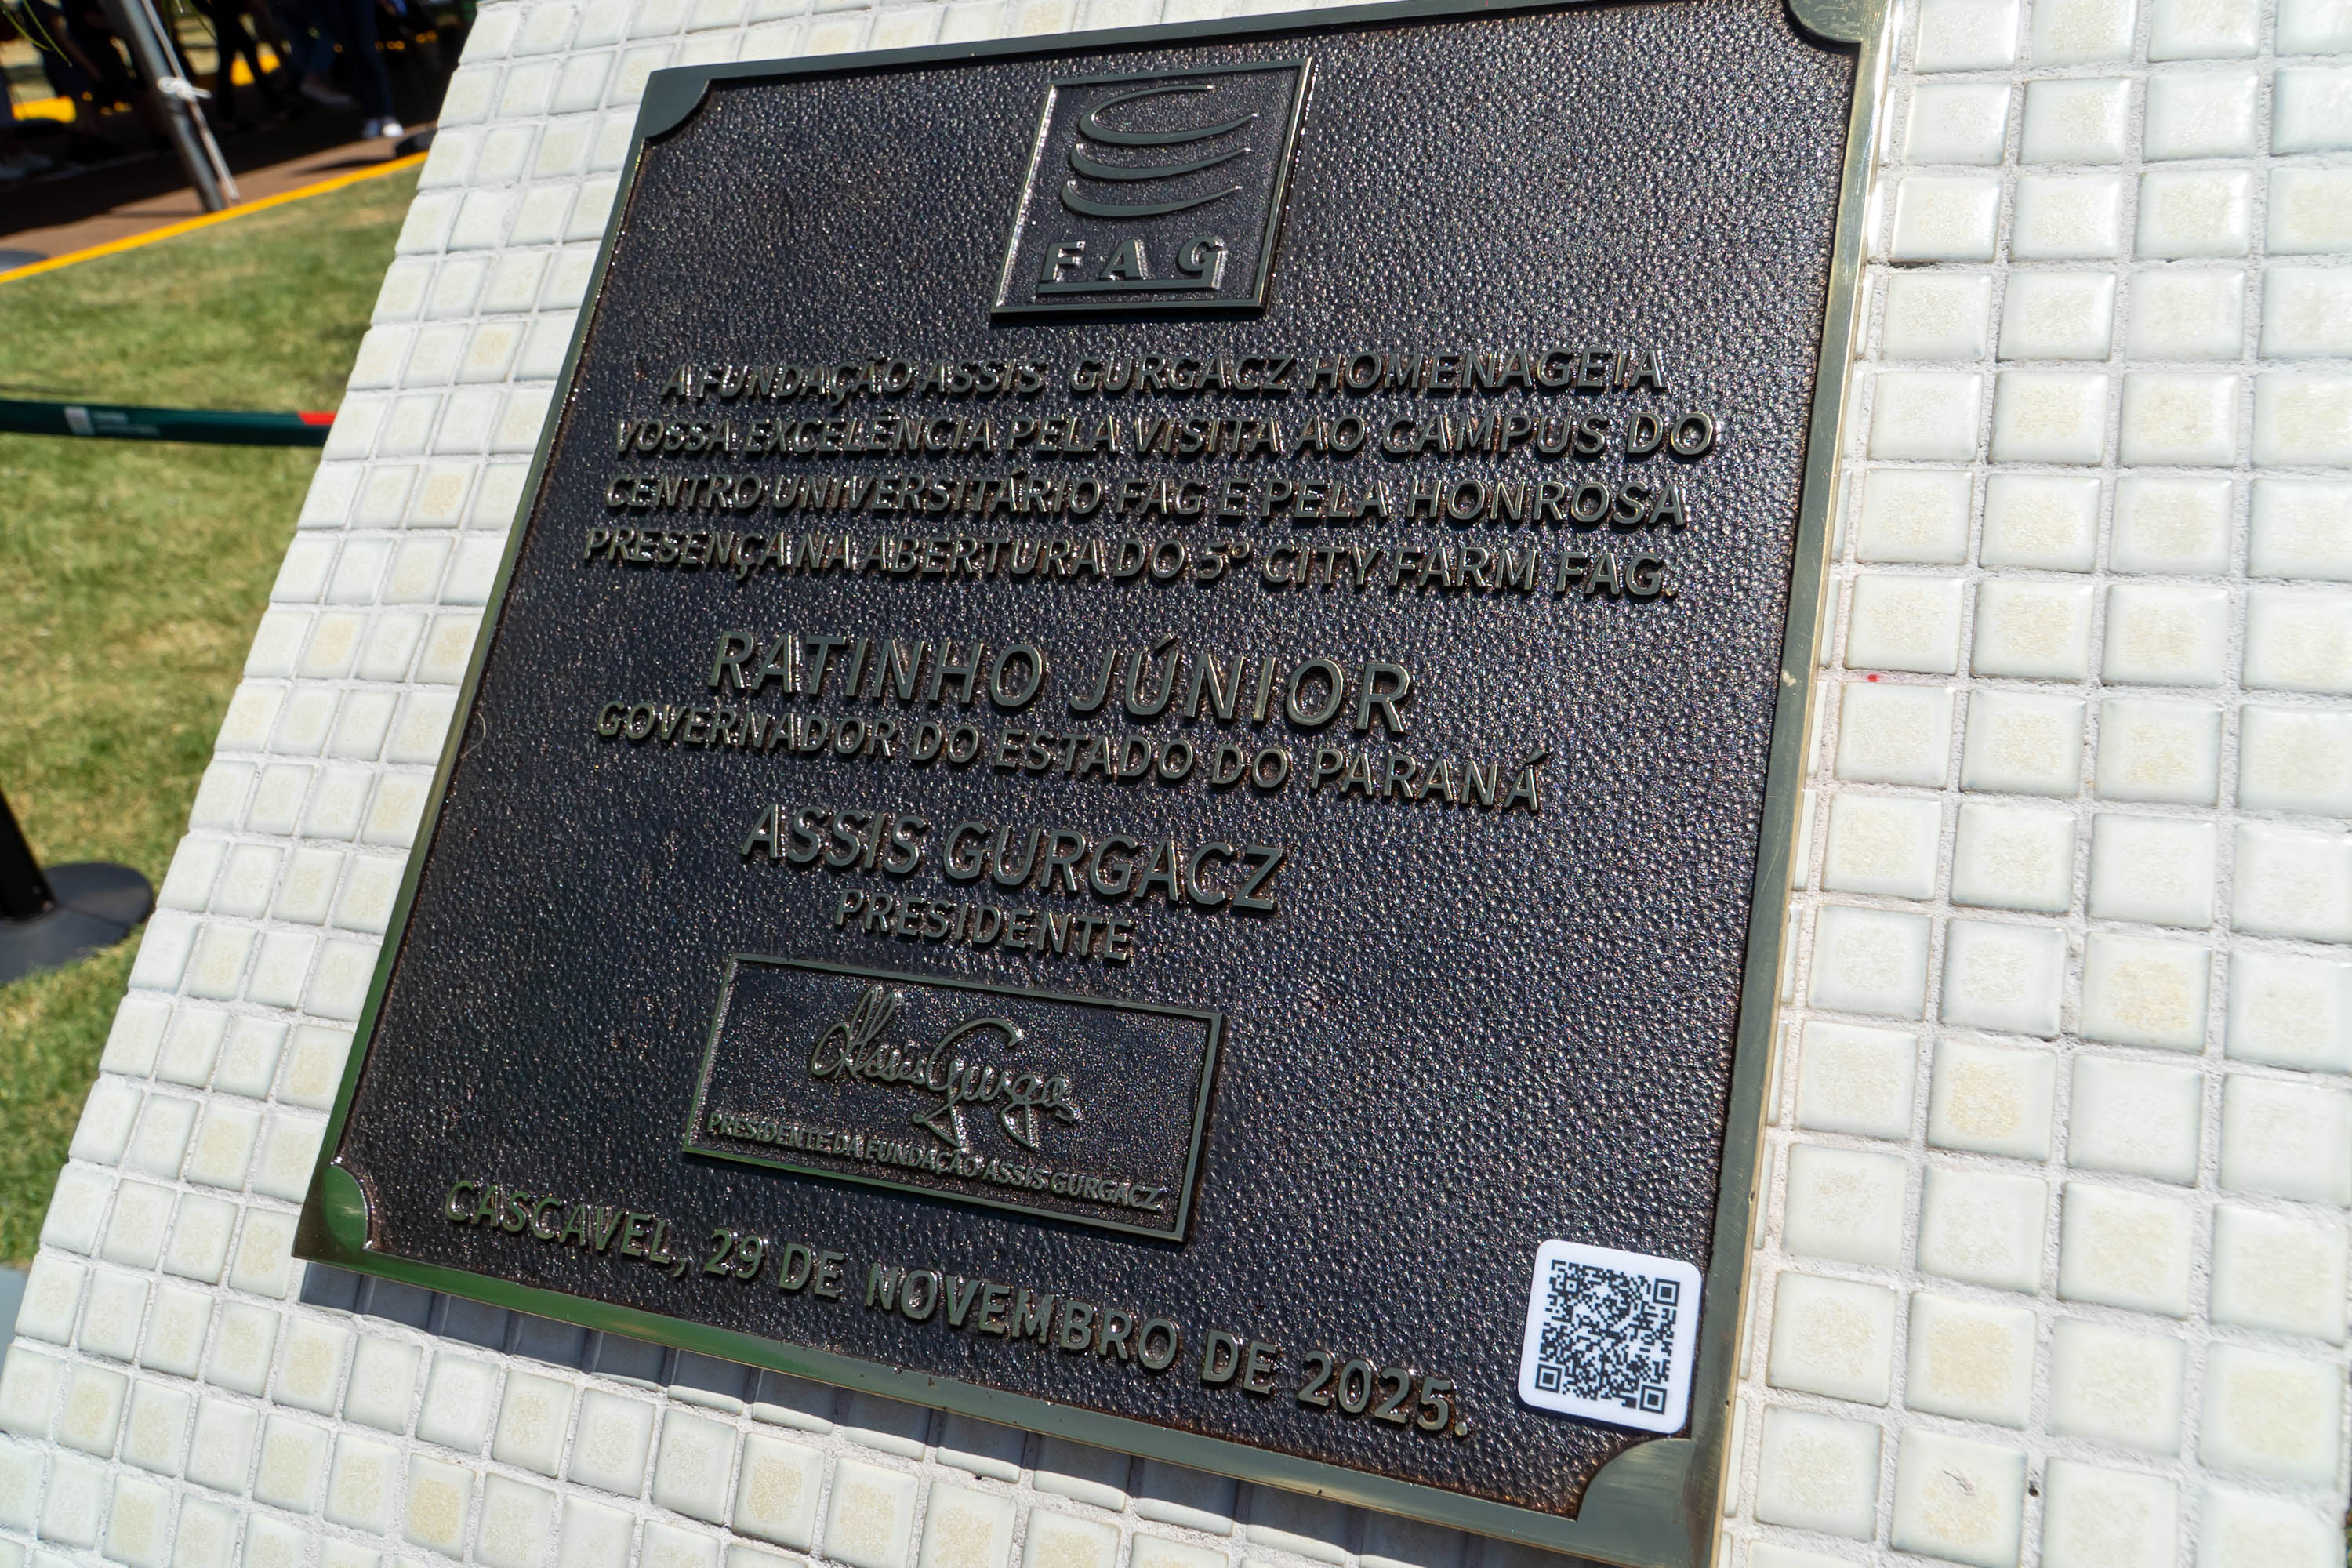 FAG
A FUNDAÇÃO ASSIS GURGACZ HOMENAGEIA
VOSSA EXCELÊNCIA PELA VISITA AO CAMPUS DO
CENTRO UNIVERSITÁRIO FAG E PELA HONROSA
PRESENÇA NA ABERTURA DO 5º CITY FARM FAG.
RATINHO JÚNIOR
GOVERNADOR DO ESTADO DO PARANÁ
ASSIS GURGACZ
PRESIDENTE
Assis Gurgacz
PRESIDENTE DA FUNDAÇÃO ASSIS GURGACZ
CASCAVEL, 29 DE NOVEMBRO DE 2025.